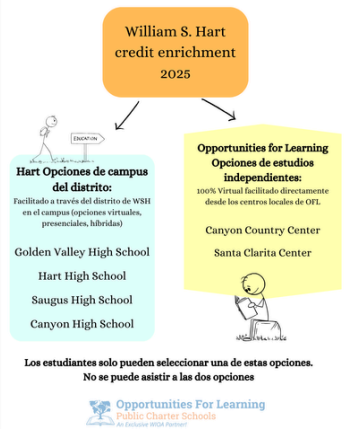 William S. Hart
credit enrichment
2025
EDUCATION
Hart Opciones de campus
del distrito:
Facilitado a través del distrito de WSH
en el campus (opciones virtuales,
presenciales, híbridas)
Golden Valley High School
Hart High School
Saugus High School
Canyon High School
Opportunities for Learning
Opciones de estudios
independientes:
100% Virtual facilitado directamente
desde los centros locales de OFL
Canyon Country Center
Santa Clarita Center
Los estudiantes solo pueden seleccionar una de estas opciones.
No se puede asistir a las dos opciones
Opportunities For Learning
Public Charter Schools
An Exclusive WIOA Partner!